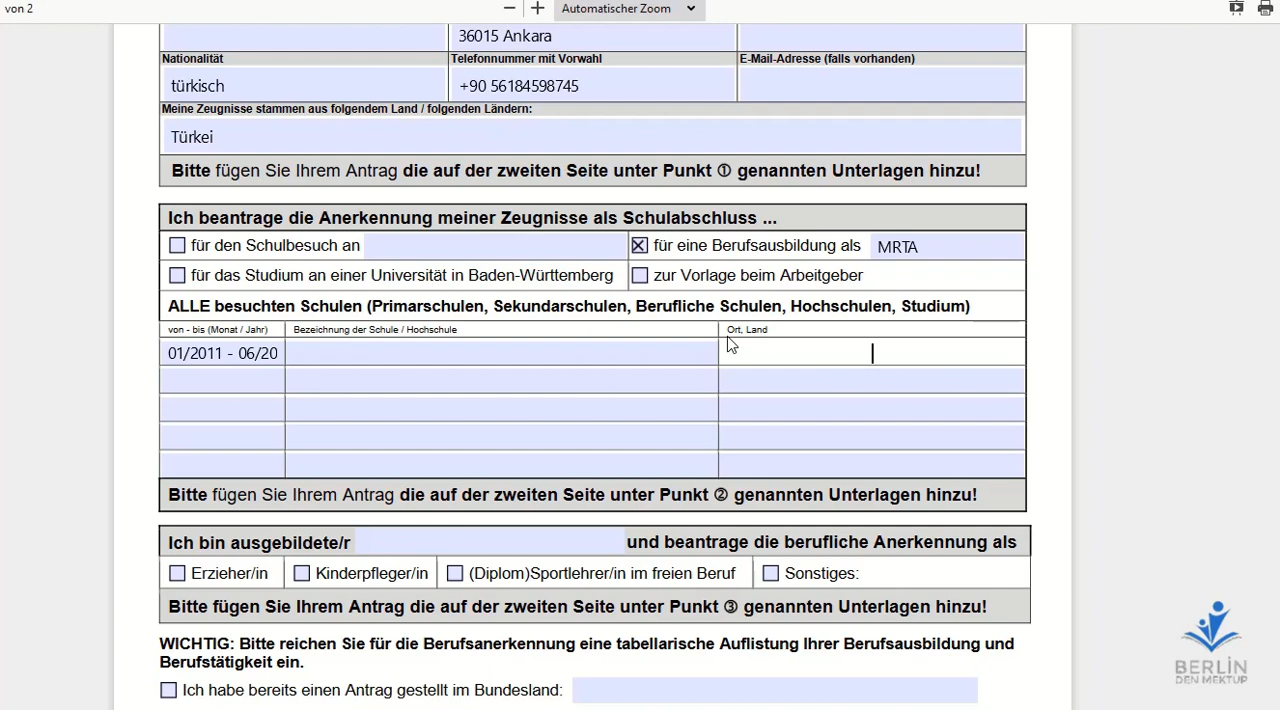 von 2
Automatischer Zoom
36015 Ankara
Nationalität Telefonnummer mit Vorwahl E-Mail-Adresse (falls vorhanden)
türkisch +90 56184598745
Meine Zeugnisse stammen aus folgendem Land / folgenden Ländern:
Türkei
Bitte fügen Sie Ihrem Antrag die auf der zweiten Seite unter Punkt ① genannten Unterlagen hinzu!
Ich beantrage die Anerkennung meiner Zeugnisse als Schulabschluss ...
für den Schulbesuch an für eine Berufsausbildung als MRTA
für das Studium an einer Universität in Baden-Württemberg zur Vorlage beim Arbeitgeber
ALLE besuchten Schulen (Primarschulen, Sekundarschulen, Berufliche Schulen, Hochschulen, Studium)
von - bis (Monat / Jahr) Bezeichnung der Schule / Hochschule Ort, Land
01/2011 - 06/20
Bitte fügen Sie Ihrem Antrag die auf der zweiten Seite unter Punkt ② genannten Unterlagen hinzu!
Ich bin ausgebildete/r und beantrage die berufliche Anerkennung als
Erzieher/in Kinderpfleger/in (Diplom)Sportlehrer/in im freien Beruf Sonstiges:
Bitte fügen Sie Ihrem Antrag die auf der zweiten Seite unter Punkt ③ genannten Unterlagen hinzu!
WICHTIG: Bitte reichen Sie für die Berufsanerkennung eine tabellarische Auflistung Ihrer Berufsausbildung und
Berufstätigkeit ein.
Ich habe bereits einen Antrag gestellt im Bundesland:
BERLİN
DEN MEKTUP